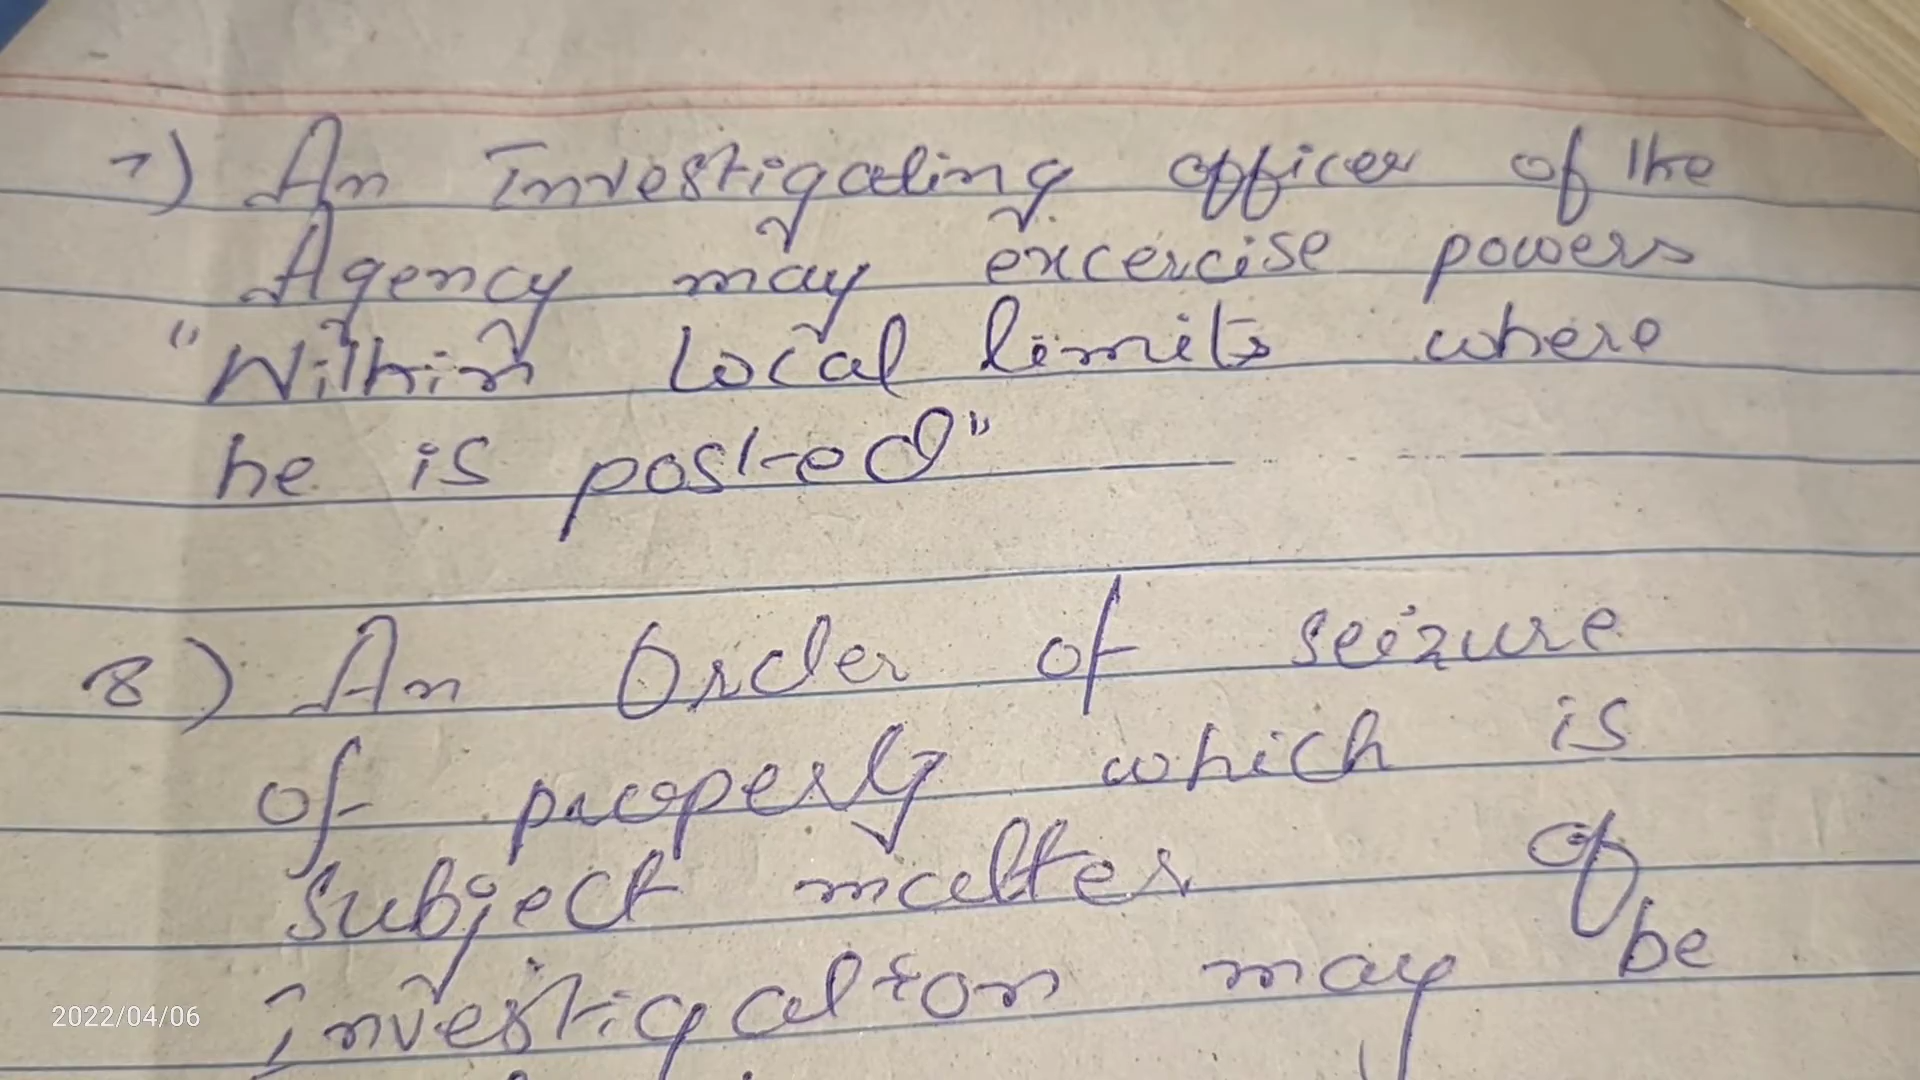 7) An Investigating officer of the
Agency may excercise powers
"Within Local limits where
he is posted"
8) An Order of seizure
of property which is
subject matter of
investigation may be
2022/04/06